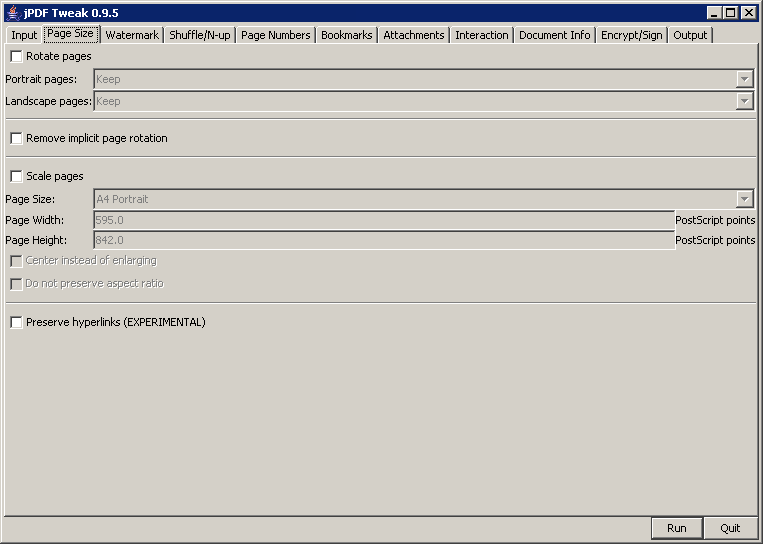 jPDF Tweak 0.9.5
Input Page Size Watermark Shuffle/N-up Page Numbers Bookmarks Attachments Interaction Document Info Encrypt/Sign Output
Rotate pages
Portrait pages: Keep
Landscape pages: Keep
Remove implicit page rotation
Scale pages
Page Size: A4 Portrait
Page Width: 595.0 PostScript points
Page Height: 842.0 PostScript points
Center instead of enlarging
Do not preserve aspect ratio
Preserve hyperlinks (EXPERIMENTAL)
Run Quit